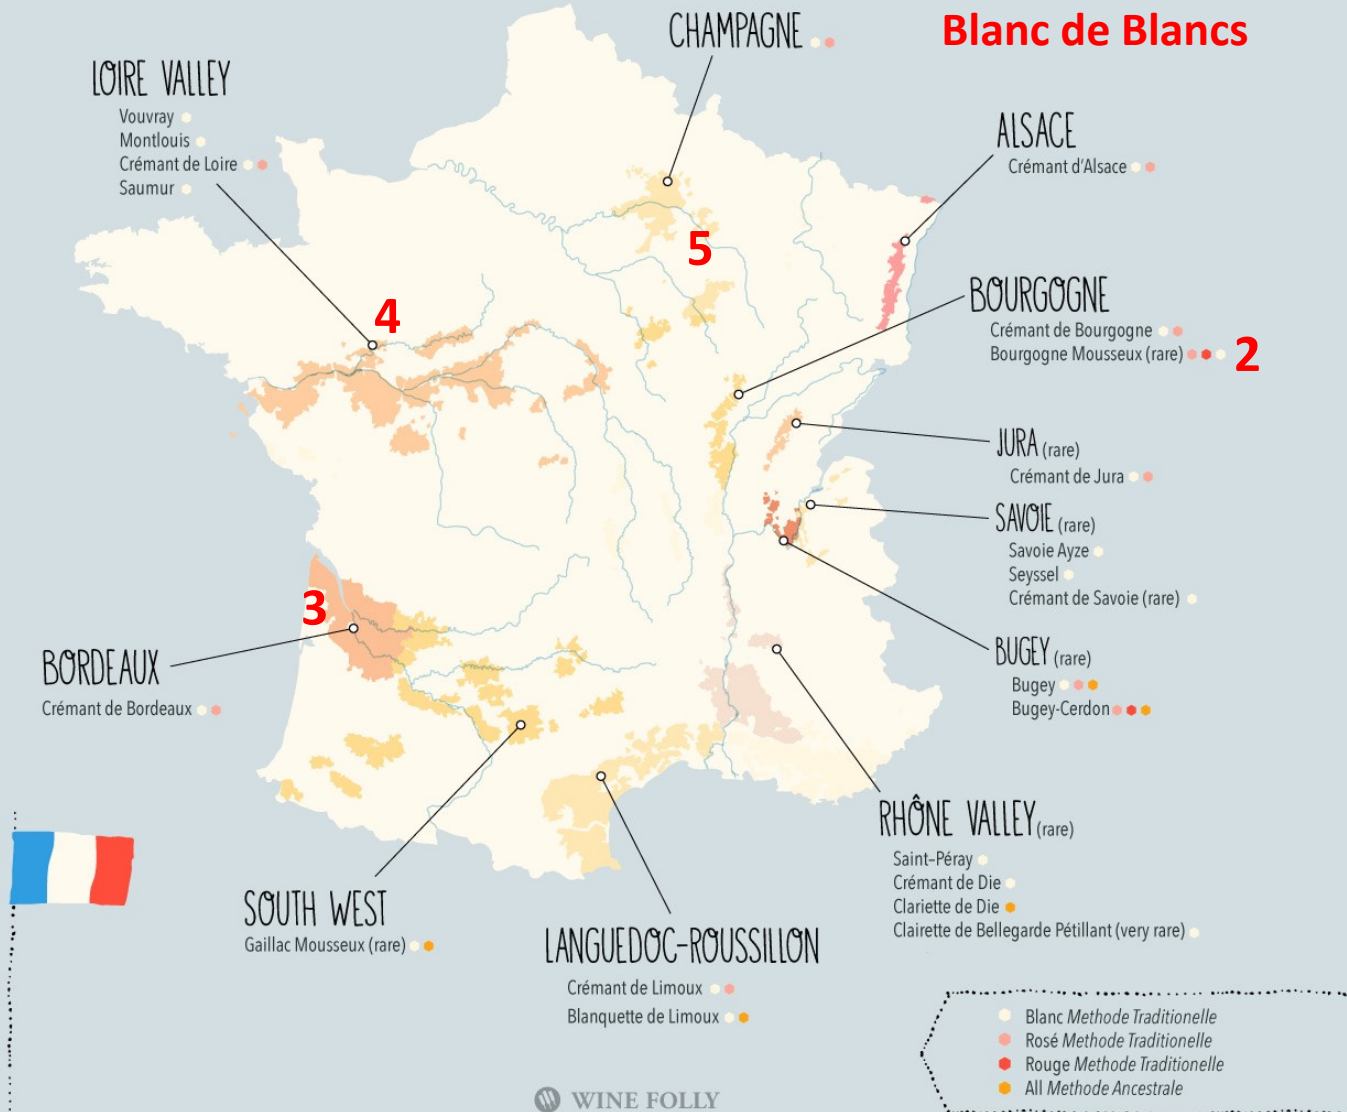 Blanc de Blancs
CHAMPAGNE
LOIRE VALLEY
Vouvray
Montlouis
Crémant de Loire
Saumur
ALSACE
Crémant d'Alsace
5
4
BOURGOGNE
Crémant de Bourgogne
Bourgogne Mousseux (rare)
2
JURA (rare)
Crémant de Jura
SAVOIE (rare)
Savoie Ayze
Seyssel
Crémant de Savoie (rare)
3
BORDEAUX
Crémant de Bordeaux
BUGEY (rare)
Bugey
Bugey-Cerdon
RHÔNE VALLEY (rare)
Saint-Péray
Crémant de Die
Clariette de Die
Clairette de Bellegarde Pétillant (very rare)
SOUTH WEST
Gaillac Mousseux (rare)
LANGUEDOC-ROUSSILLON
Crémant de Limoux
Blanquette de Limoux
Blanc Methode Traditionelle
Rosé Methode Traditionelle
Rouge Methode Traditionelle
All Methode Ancestrale
W WINE FOLLY